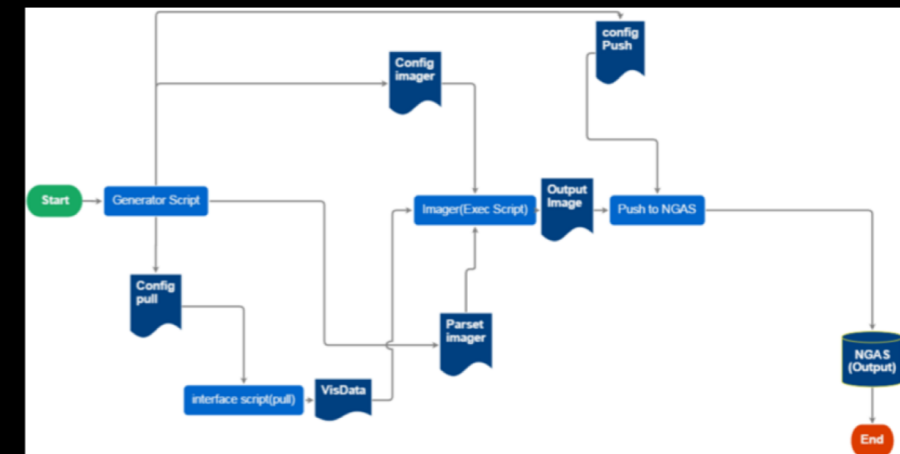 config
Push
Config
imager
Start
Generator Script
Imager(Exec Script)
Output
Image
Push to NGAS
Config
pull
Parset
imager
NGAS
(Output)
interface script(pull)
VisData
End